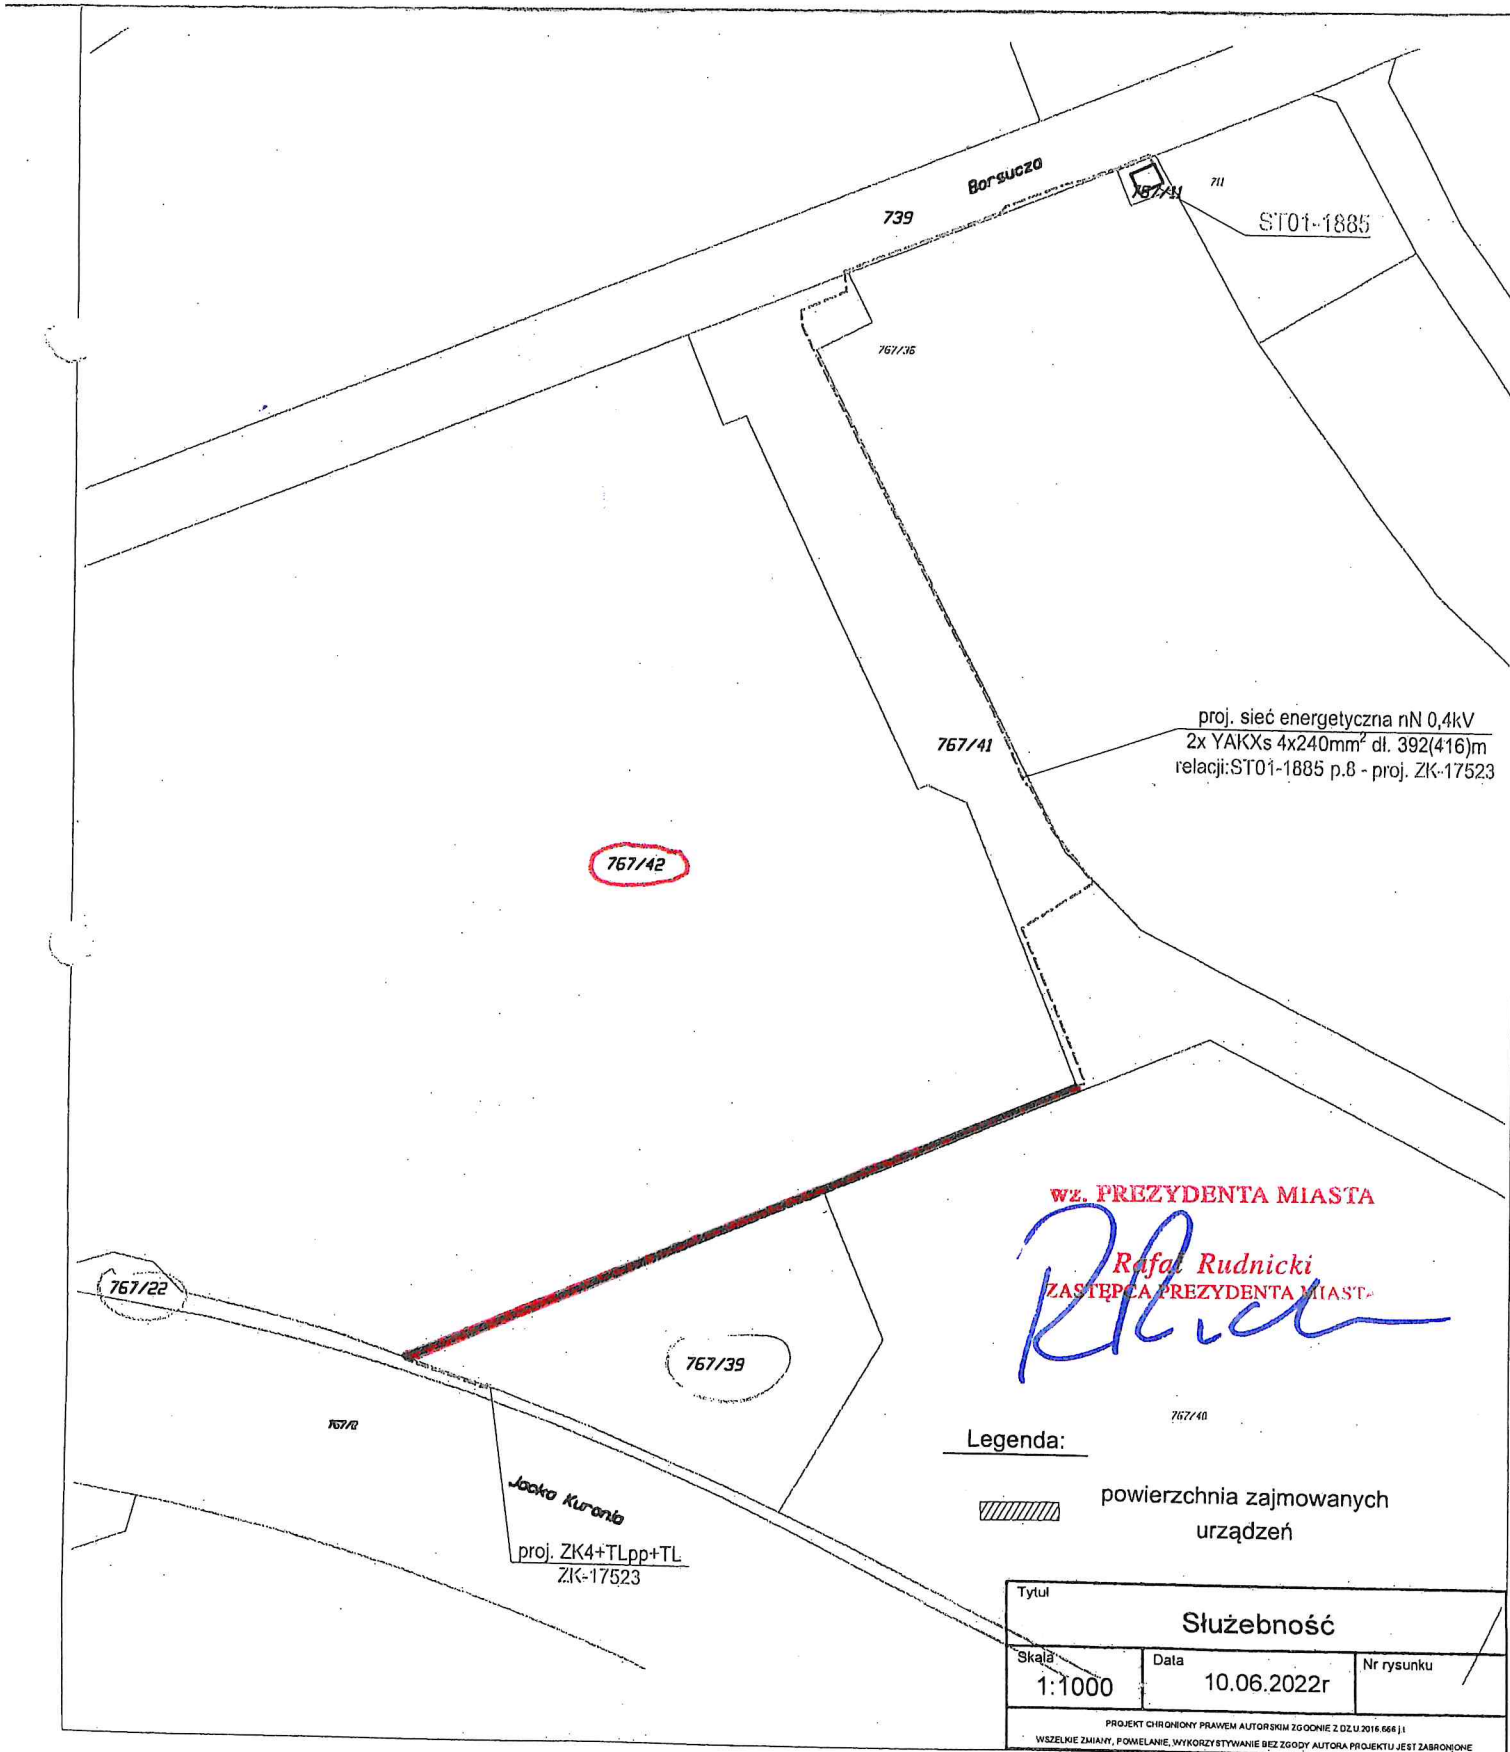 Borsucza
739
711
ST01-1885
767/36
proj. sieć energetyczna nN 0,4kV
2x YAKXs 4x240mm² dł. 392(416)m
relacji:ST01-1885 p.8 - proj. ZK-17523
767/41
767/42
wz. PREZYDENTA MIASTA
Rafał Rudnicki
ZASTĘPCA PREZYDENTA MIAST
767/22
767/39
767/40
Jacka Kuronia
proj. ZK4+TLpp+TL
ZK-17523
Legenda:
powierzchnia zajmowanych
urządzeń
Tytuł
Służebność
Skala
1:1000
Data
10.06.2022r
Nr rysunku
PROJEKT CHRONIONY PRAWEM AUTORSKIM ZGODNIE Z DZ.U.2016.666 j.t
WSZELKIE ZMIANY, POWIELANIE, WYKORZYSTYWANIE BEZ ZGODY AUTORA PROJEKTU JEST ZABRONIONE